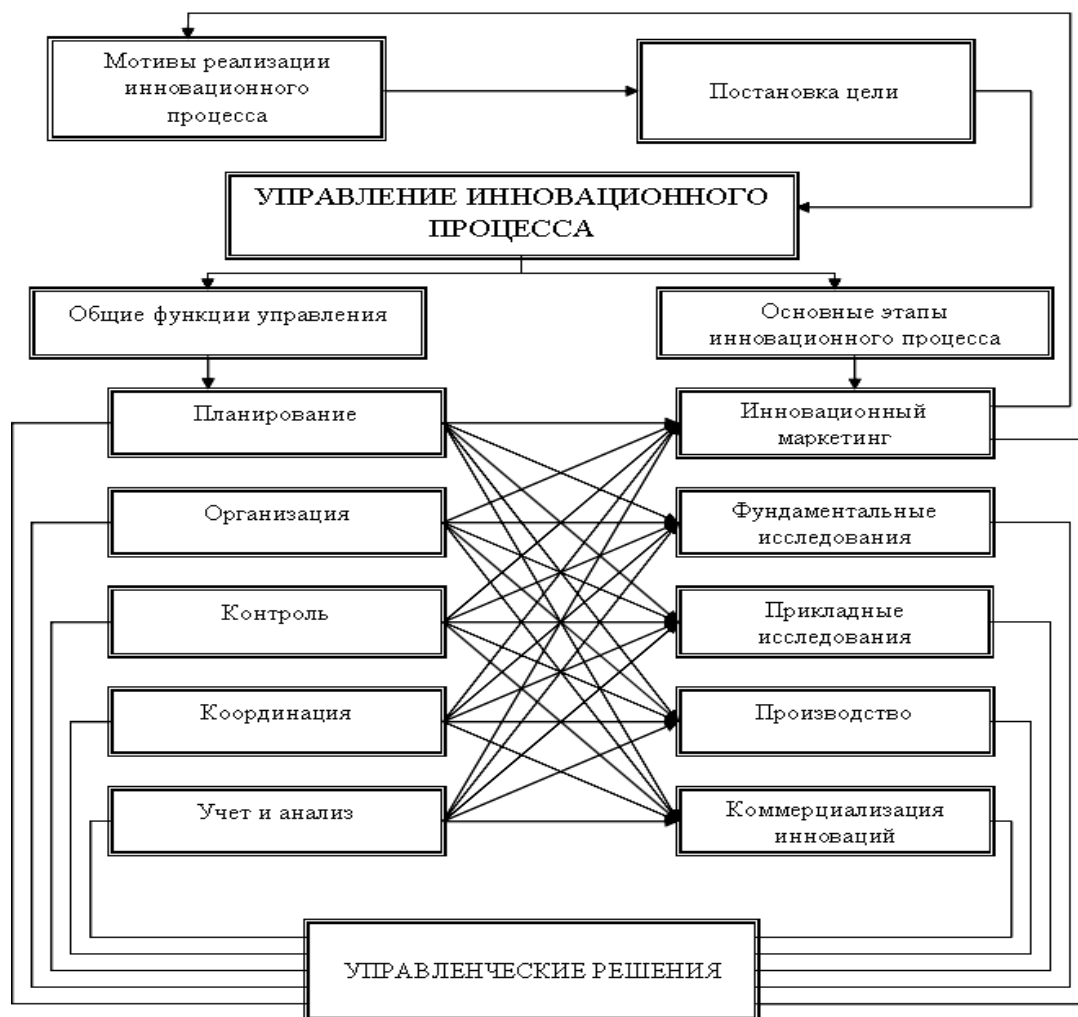 Мотивы реализации
инновационного
процесса
Постановка цели
УПРАВЛЕНИЕ ИННОВАЦИОННОГО
ПРОЦЕССА
Общие функции управления
Основные этапы
инновационного процесса
Планирование
Инновационный
маркетинг
Организация
Фундаментальные
исследования
Контроль
Прикладные
исследования
Координация
Производство
Учет и анализ
Коммерциализация
инноваций
УПРАВЛЕНЧЕСКИЕ РЕШЕНИЯ